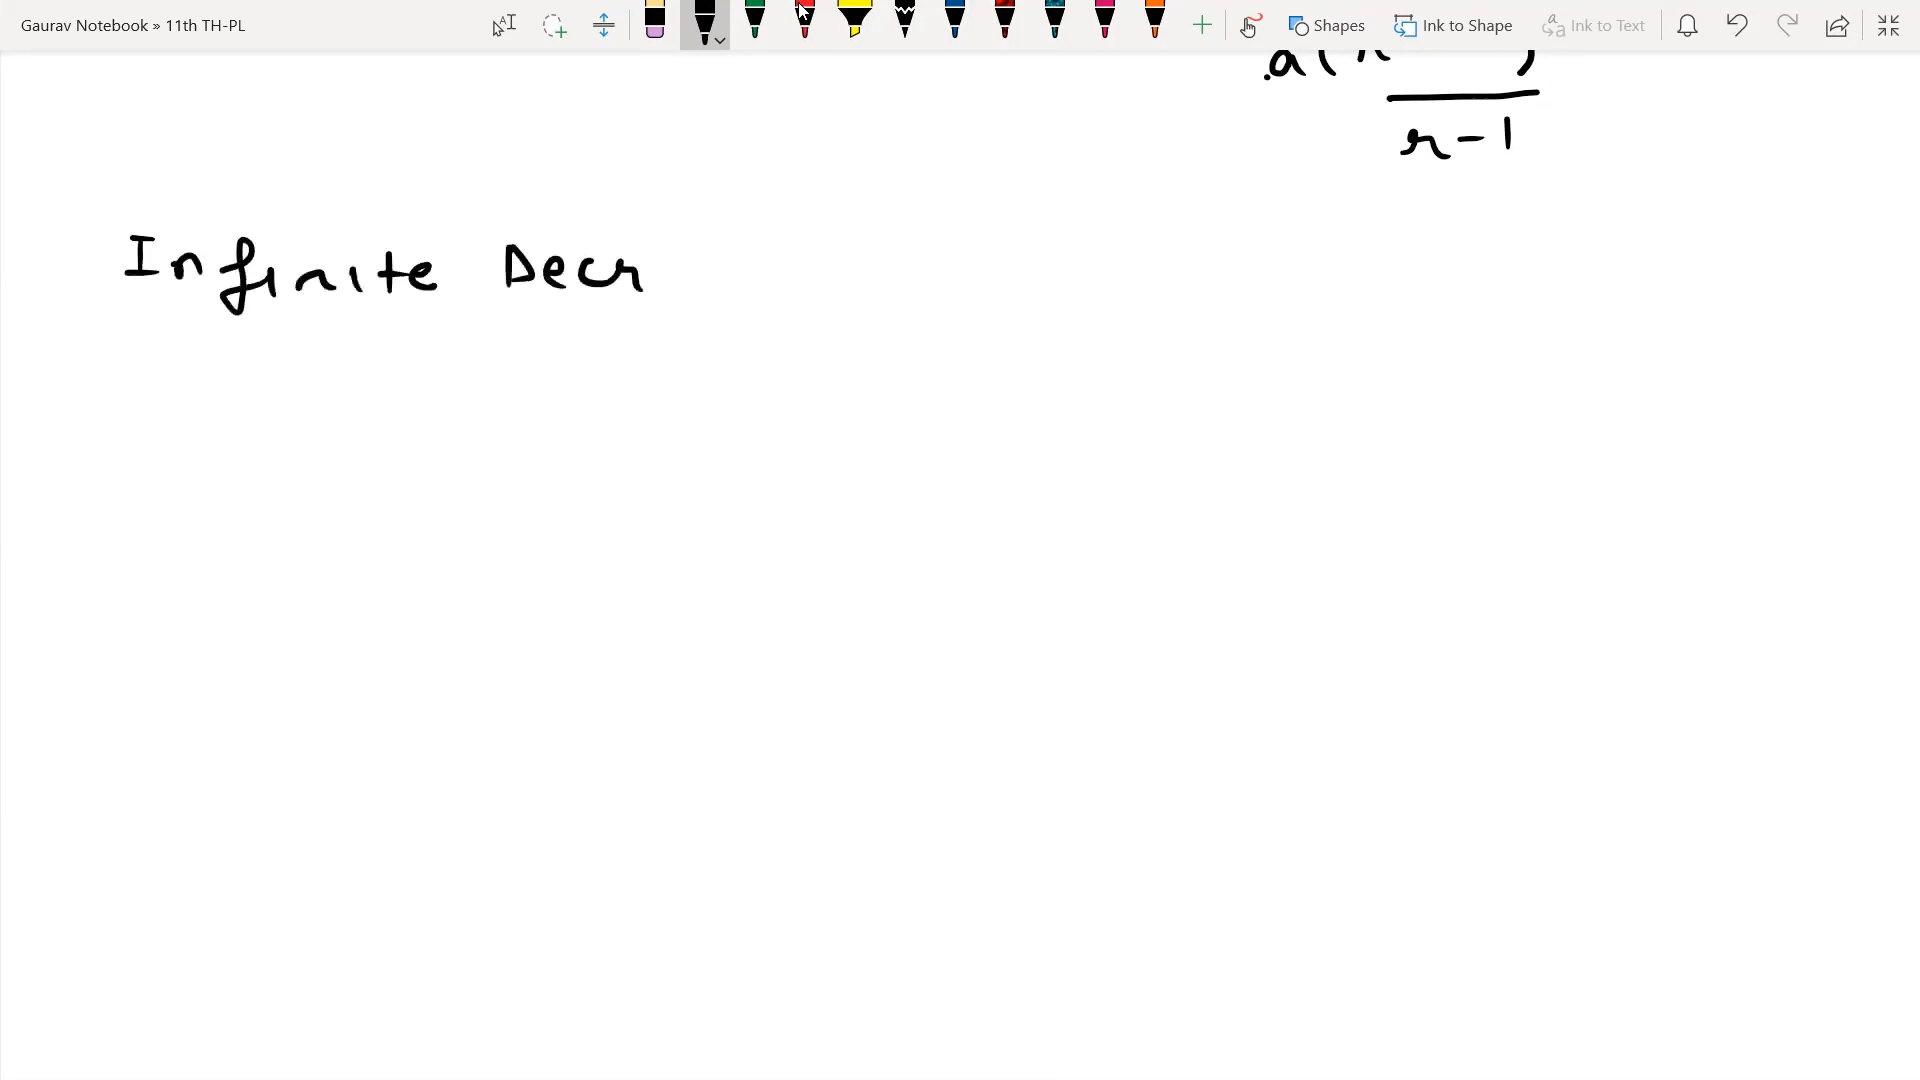 Gaurav Notebook » 11th TH-PL
Shapes
Ink to Shape
Ink to Text
a(
r-1
Infinite Decr